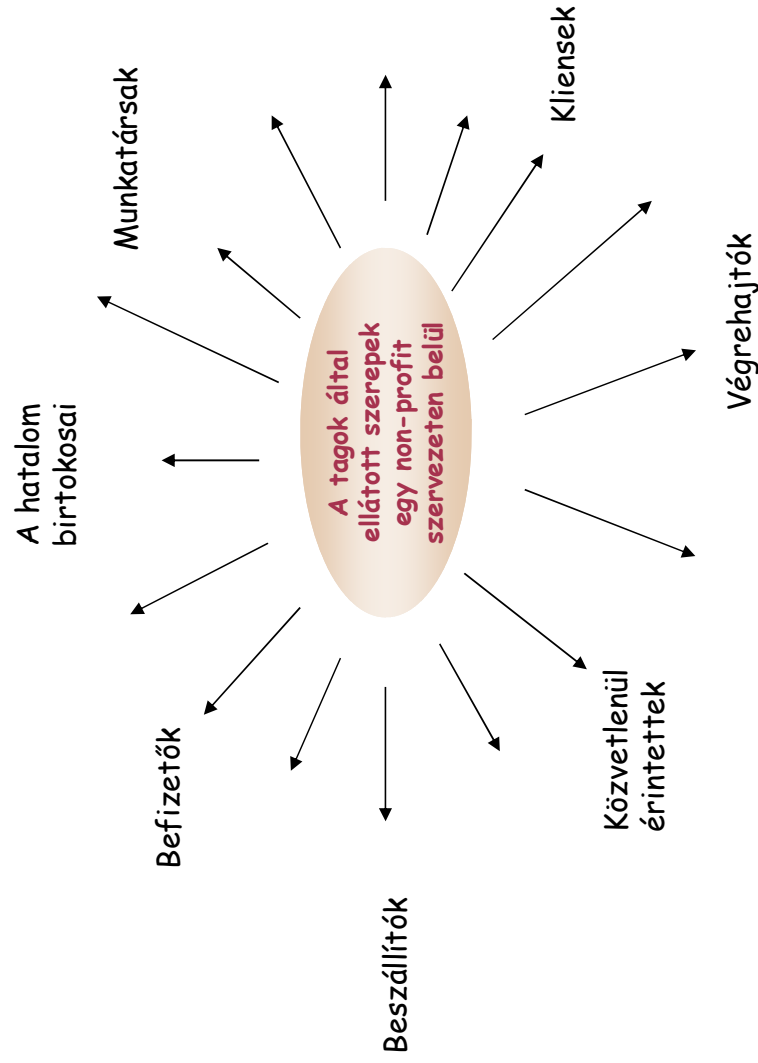 A hatalom
birtokosai
Munkatársak
Befizetők
A tagok által
ellátott szerepek
egy non-profit
szervezeten belül
Kliensek
Beszállítók
Végrehajtók
Közvetlenül
érintettek